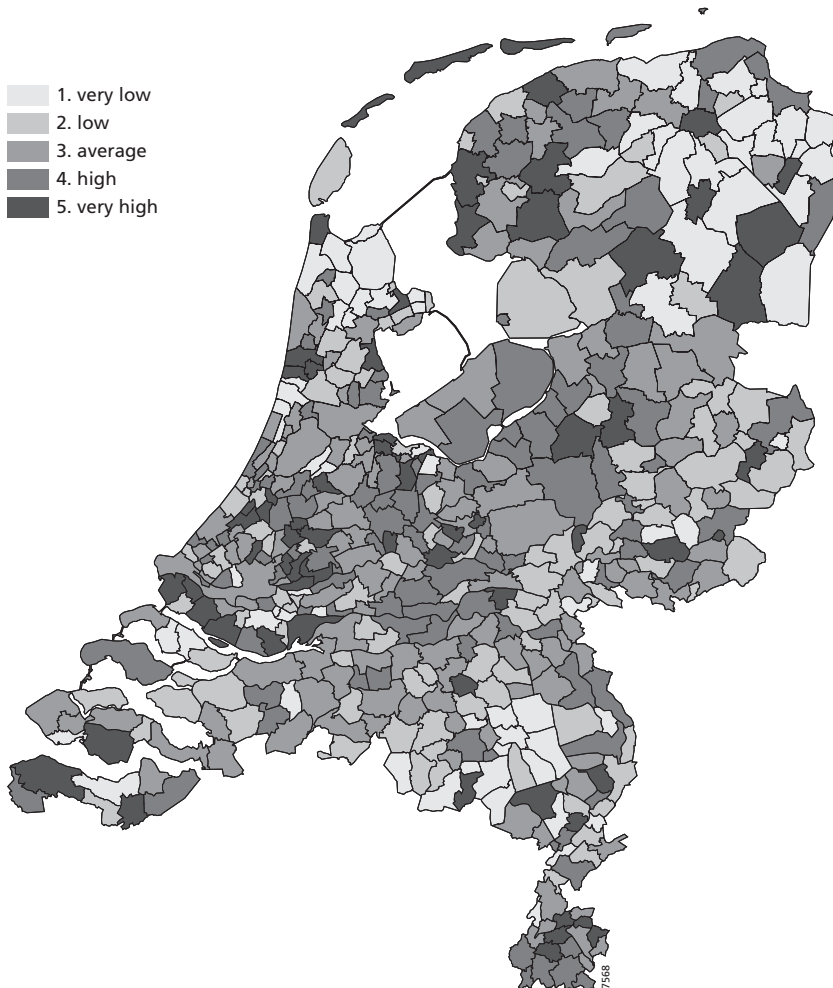 1. very low
2. low
3. average
4. high
5. very high
7568